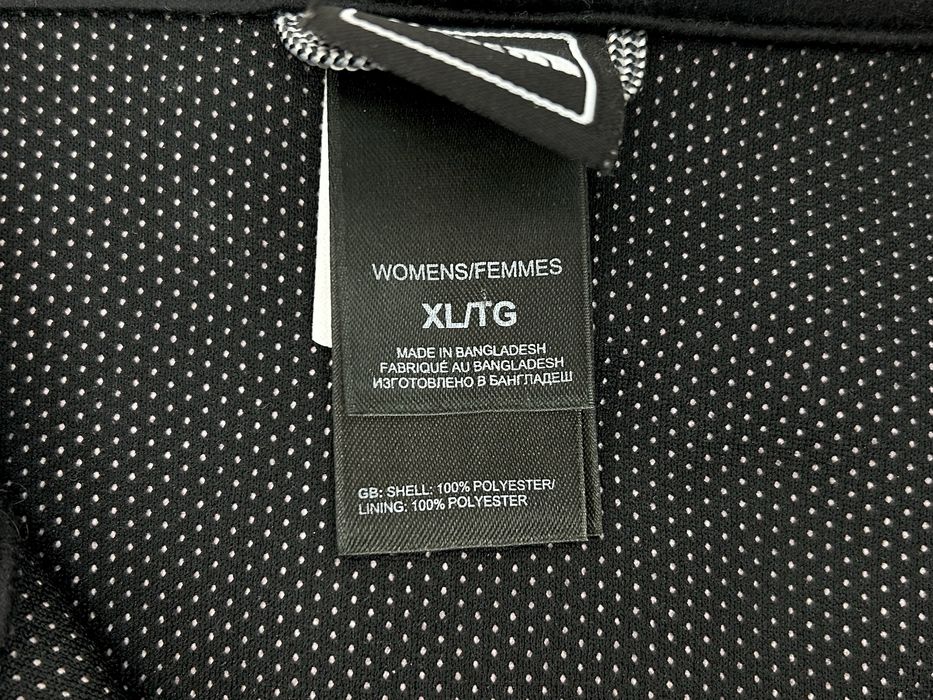 WOMENS/FEMMES
XL/TG
MADE IN BANGLADESH
FABRIQUÉ AU BANGLADESH
ИЗГОТОВЛЕНО В БАНГЛАДЕШ
GB: SHELL: 100% POLYESTER/
LINING: 100% POLYESTER